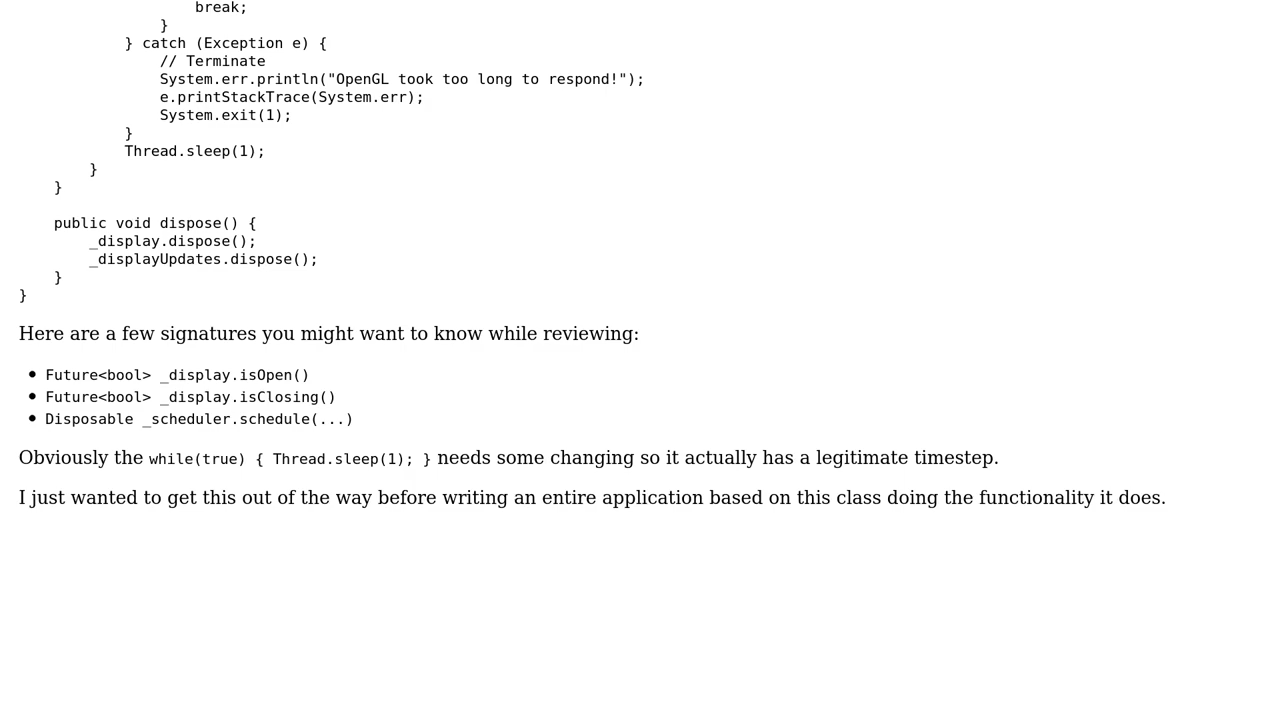 break;
                }
            } catch (Exception e) {
                // Terminate
                System.err.println("OpenGL took too long to respond!");
                e.printStackTrace(System.err);
                System.exit(1);
            }
            Thread.sleep(1);
        }
    }

    public void dispose() {
        _display.dispose();
        _displayUpdates.dispose();
    }
}
Here are a few signatures you might want to know while reviewing:
• Future<bool> _display.isOpen()
• Future<bool> _display.isClosing()
• Disposable _scheduler.schedule(...)
Obviously the while(true) { Thread.sleep(1); } needs some changing so it actually has a legitimate timestep.
I just wanted to get this out of the way before writing an entire application based on this class doing the functionality it does.